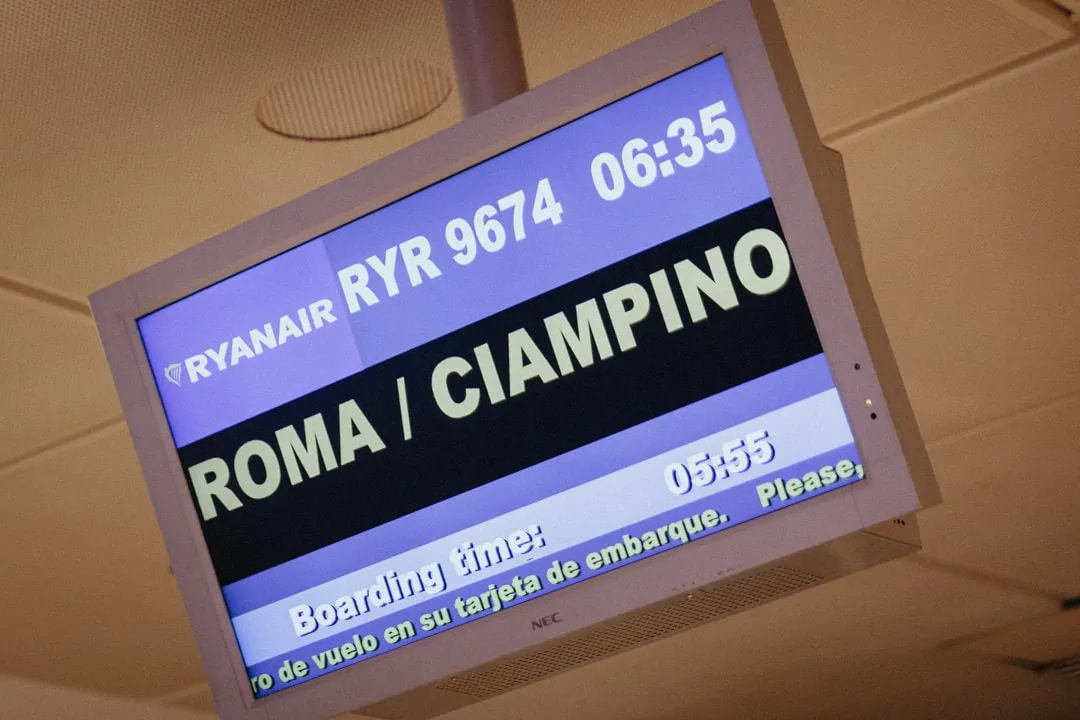 RYANAIR RYR 9674 06:35
ROMA / CIAMPINO
Boarding time: 05:55
ro de vuelo en su tarjeta de embarque. Please,
NEC